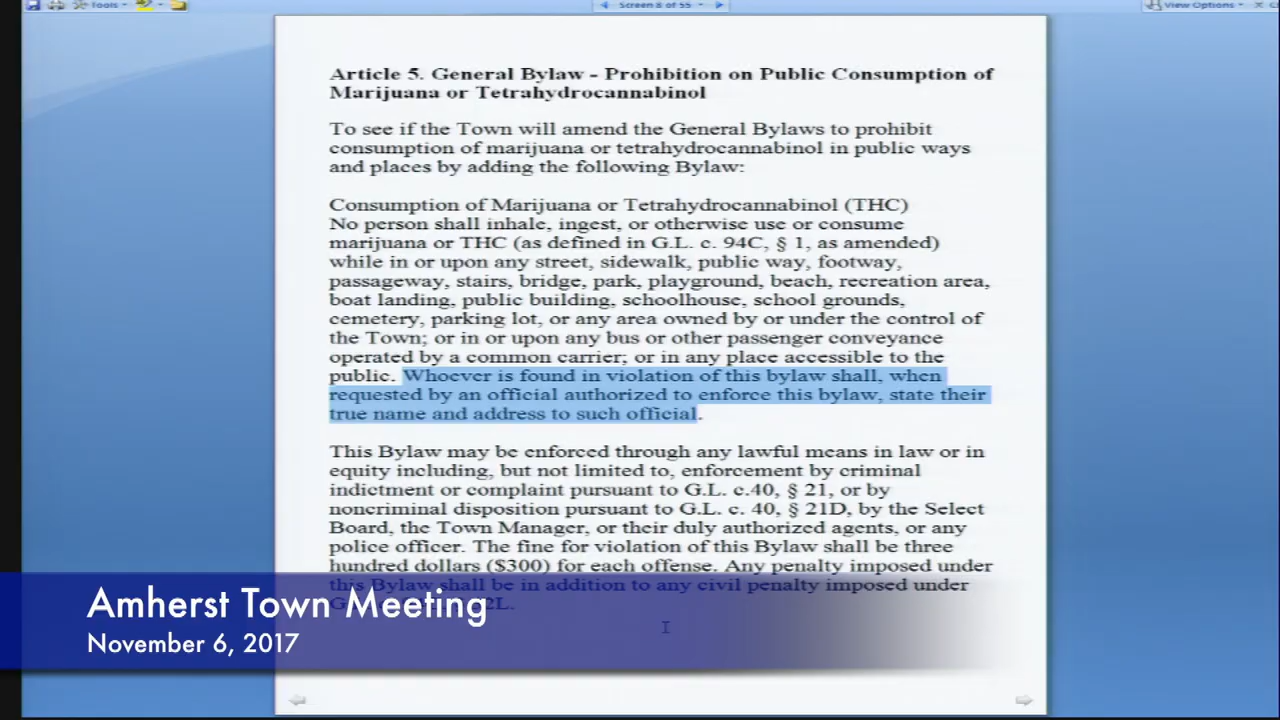 Tools
Screen 8 of 55
View Options
Article 5. General Bylaw - Prohibition on Public Consumption of
Marijuana or Tetrahydrocannabinol
To see if the Town will amend the General Bylaws to prohibit
consumption of marijuana or tetrahydrocannabinol in public ways
and places by adding the following Bylaw:
Consumption of Marijuana or Tetrahydrocannabinol (THC)
No person shall inhale, ingest, or otherwise use or consume
marijuana or THC (as defined in G.L. c. 94C, § 1, as amended)
while in or upon any street, sidewalk, public way, footway,
passageway, stairs, bridge, park, playground, beach, recreation area,
boat landing, public building, schoolhouse, school grounds,
cemetery, parking lot, or any area owned by or under the control of
the Town; or in or upon any bus or other passenger conveyance
operated by a common carrier; or in any place accessible to the
public. Whoever is found in violation of this bylaw shall, when
requested by an official authorized to enforce this bylaw, state their
true name and address to such official.
This Bylaw may be enforced through any lawful means in law or in
equity including, but not limited to, enforcement by criminal
indictment or complaint pursuant to G.L. c.40, § 21, or by
noncriminal disposition pursuant to G.L. c. 40, § 21D, by the Select
Board, the Town Manager, or their duly authorized agents, or any
police officer. The fine for violation of this Bylaw shall be three
hundred dollars ($300) for each offense. Any penalty imposed under
this Bylaw shall be in addition to any civil penalty imposed under
Amherst Town Meeting
November 6, 2017